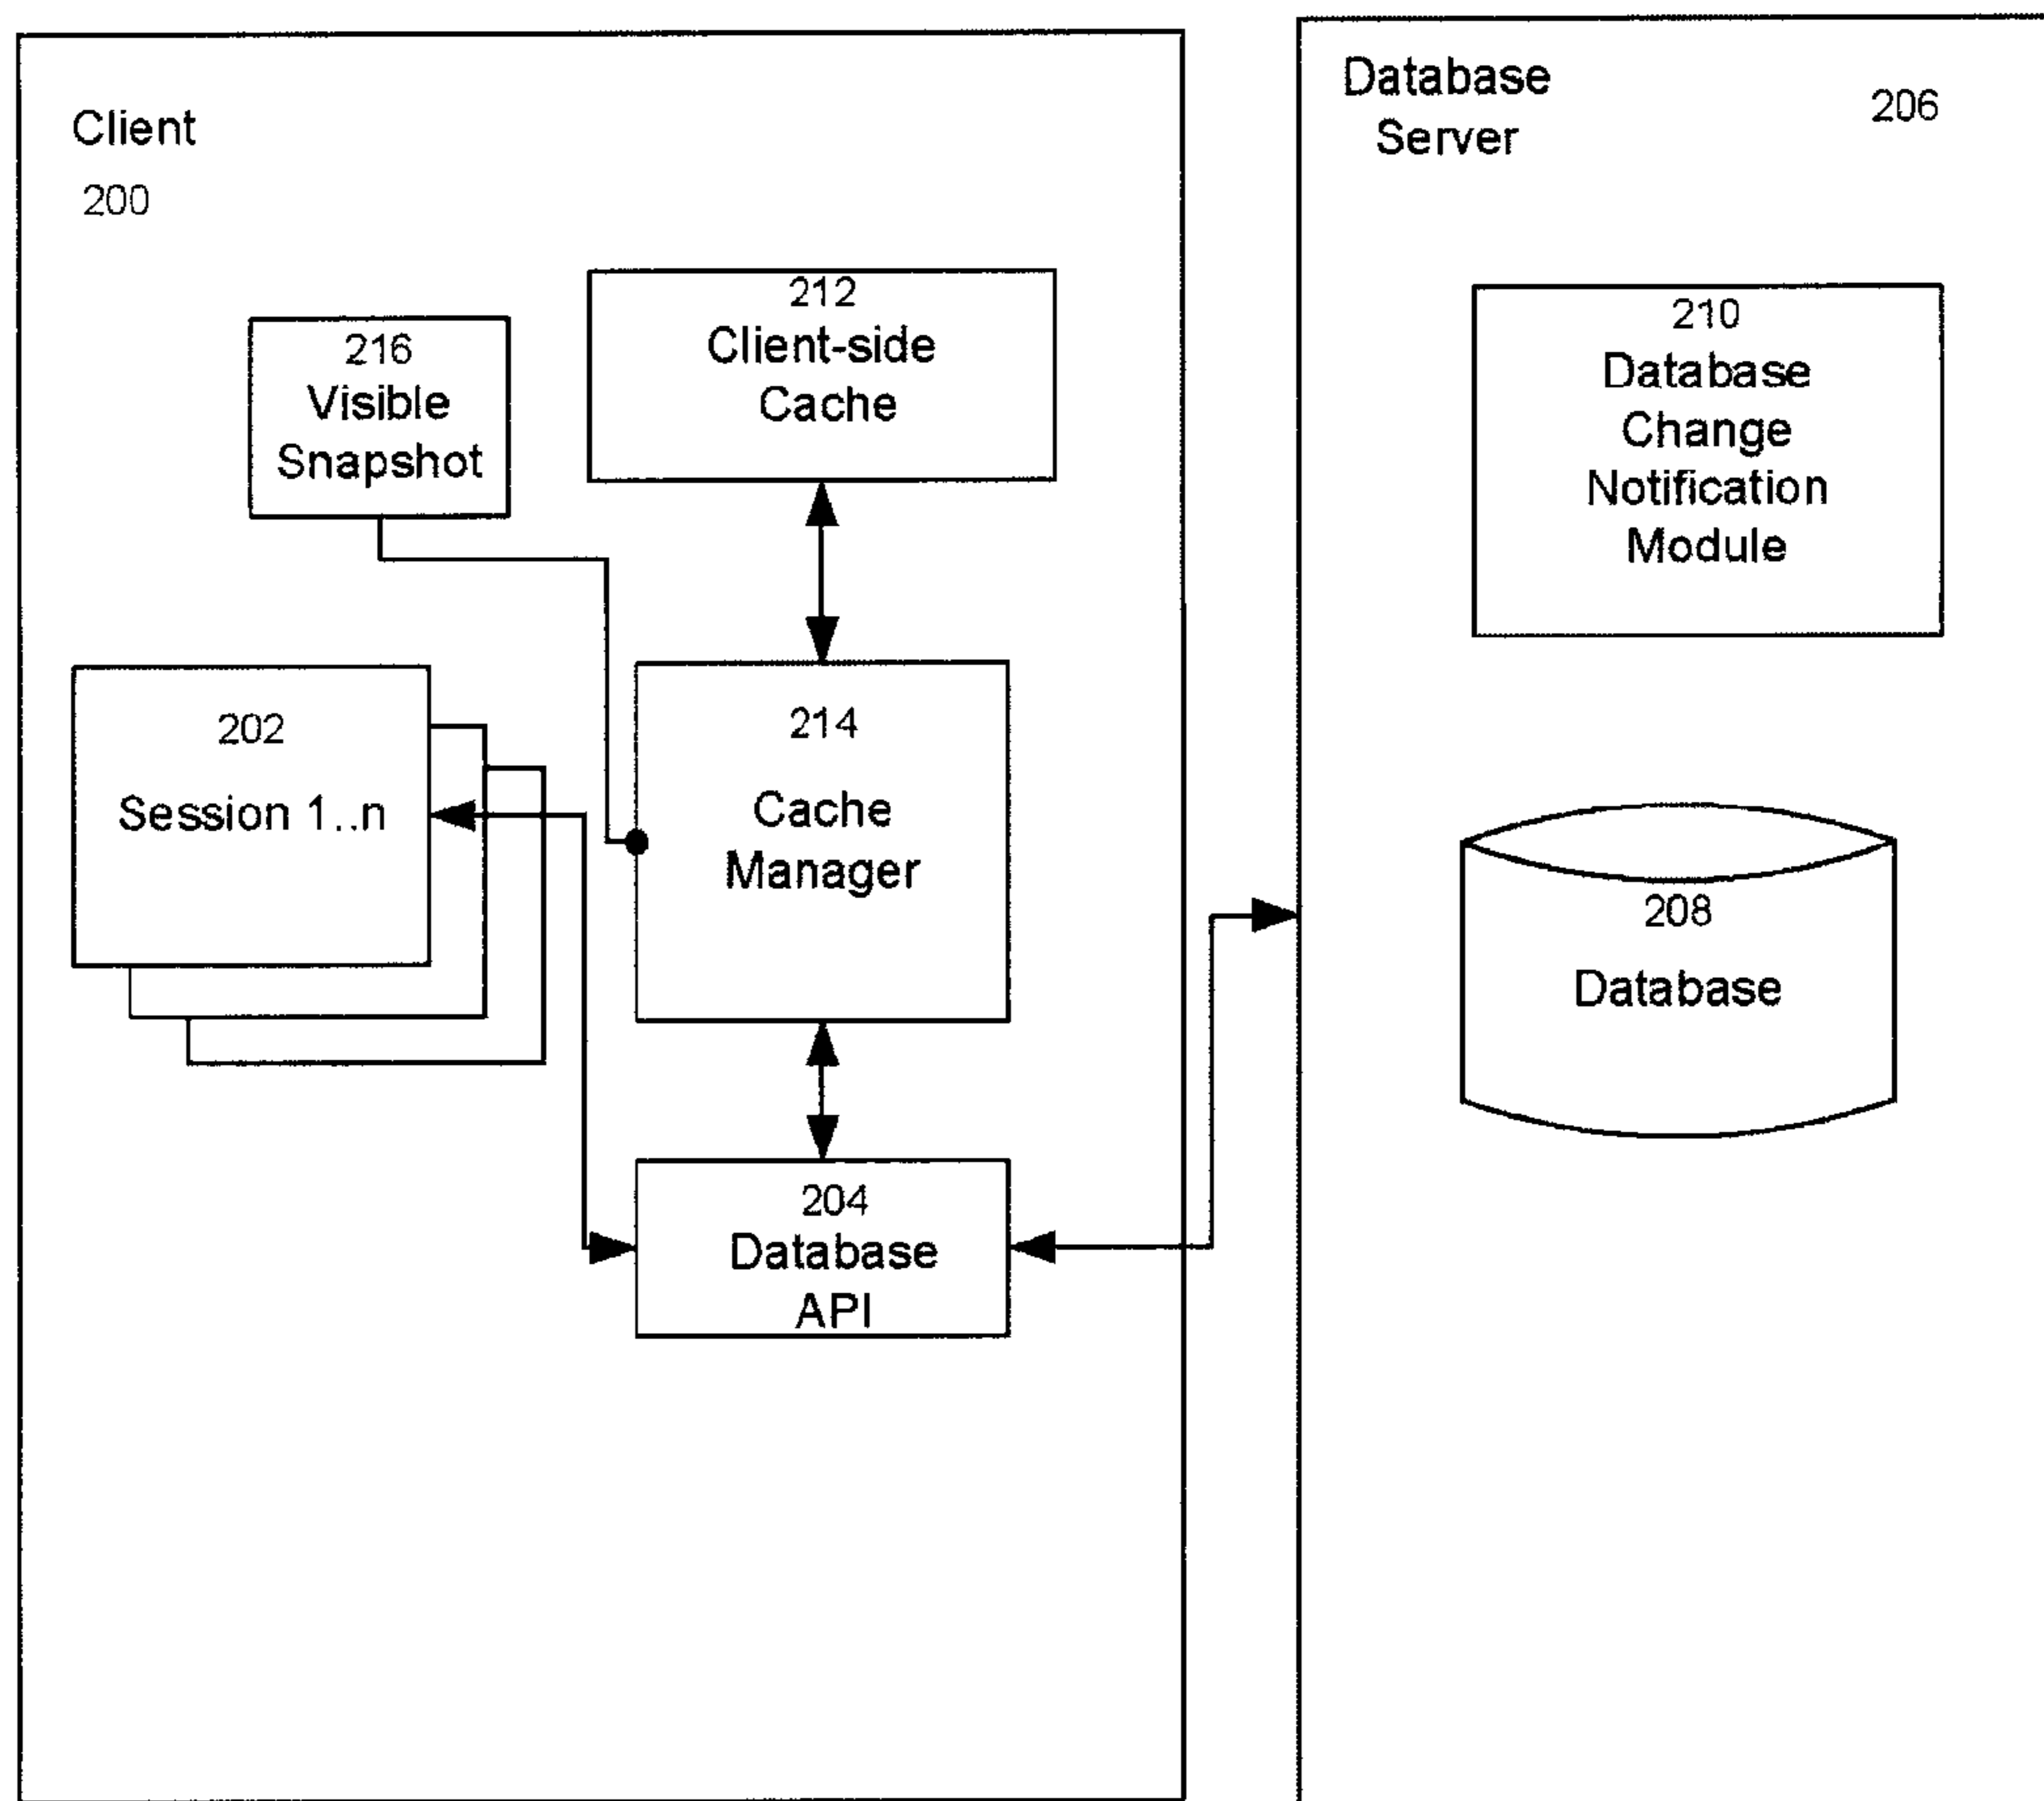 Client
200
216
Visible
Snapshot
212
Client-side
Cache
202
Session 1..n
214
Cache
Manager
204
Database
API
Database
Server
206
210
Database
Change
Notification
Module
208
Database